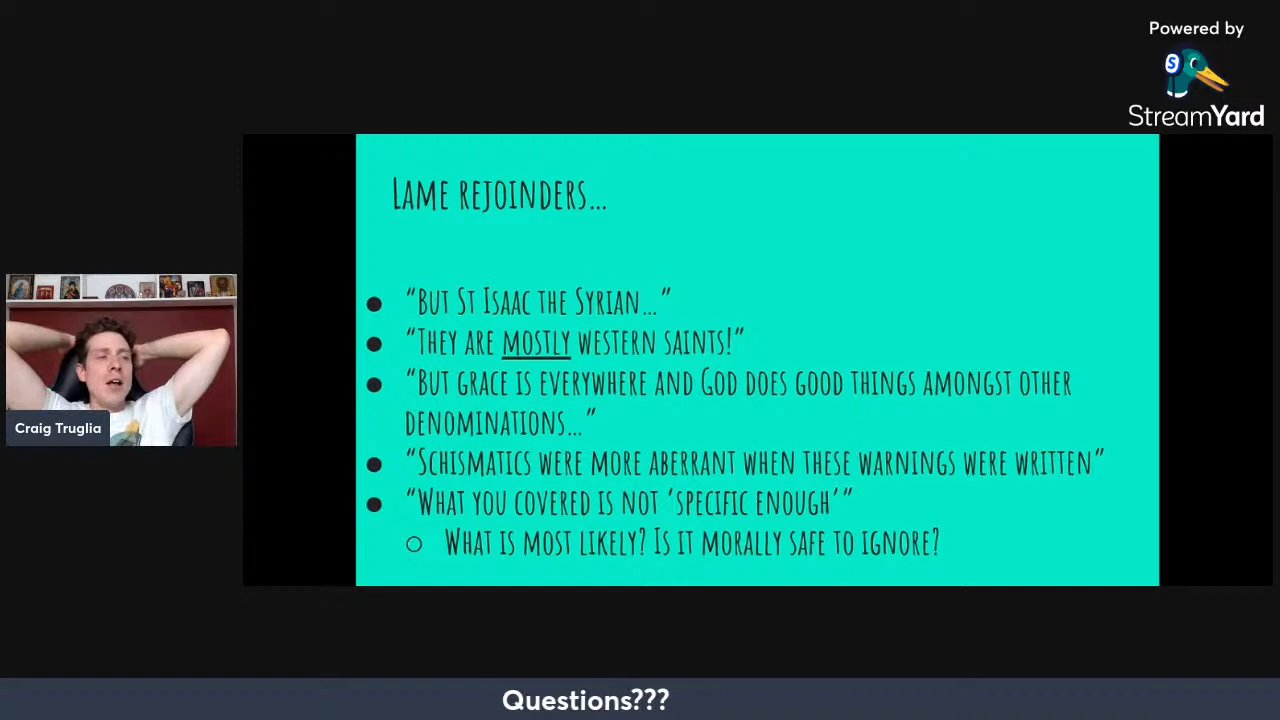 Powered by
S
StreamYard
Lame rejoinders...
● “But St Isaac the Syrian...”
● “They are mostly western saints!”
● “But grace is everywhere and God does good things amongst other
denominations...”
● “Schismatics were more aberrant when these warnings were written”
● “What you covered is not ‘specific enough’”
○ What is most likely? Is it morally safe to ignore?
Craig Truglia
Questions???